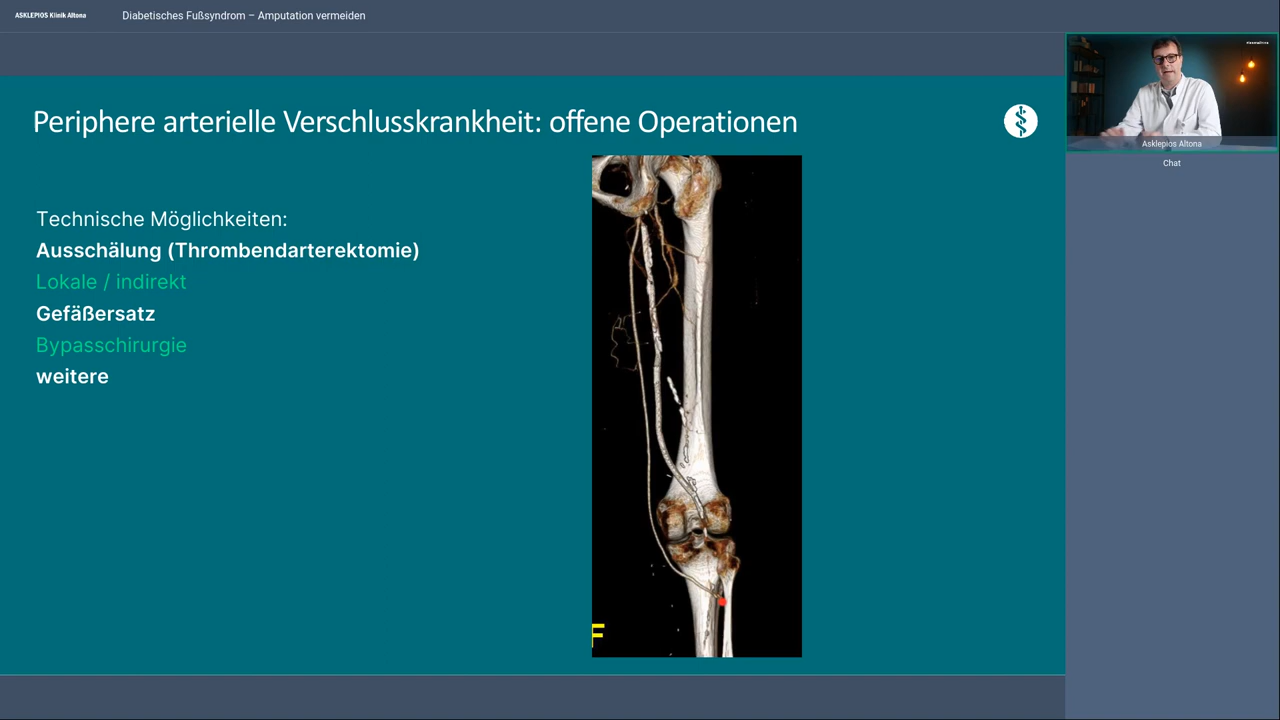 ASKLEPIOS Klinik Altona
Diabetisches Fußsyndrom – Amputation vermeiden
Periphere arterielle Verschlusskrankheit: offene Operationen
Technische Möglichkeiten:
Ausschälung (Thrombendarterektomie)
Lokale / indirekt
Gefäßersatz
Bypasschirurgie
weitere
F
Asklepios Altona
Chat